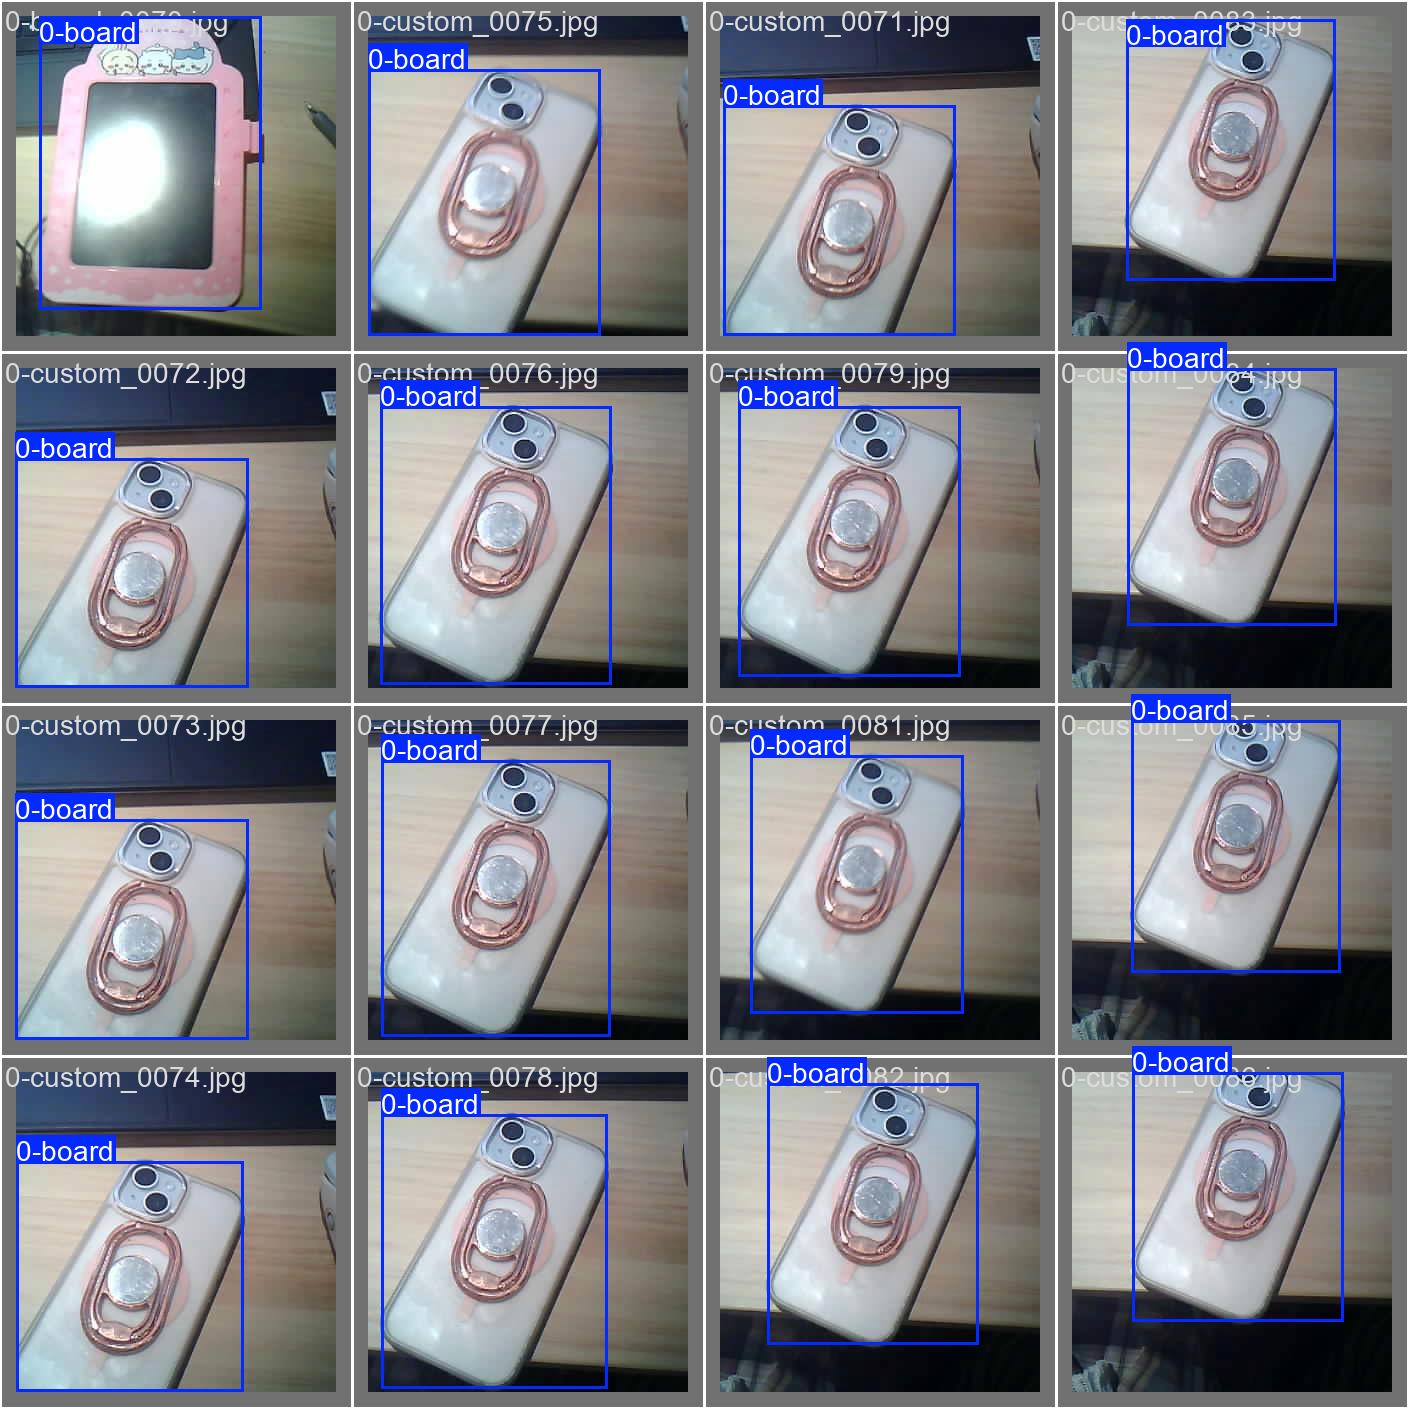 0-board
0-custom_0075.jpg
0-board
0-custom_0071.jpg
0-board
0-board
0-custom_0072.jpg
0-board
0-custom_0076.jpg
0-board
0-custom_0079.jpg
0-board
0-board
0-custom_0073.jpg
0-board
0-custom_0077.jpg
0-board
0-custom_0081.jpg
0-board
0-board
0-custom_0074.jpg
0-board
0-custom_0078.jpg
0-board
0-board
0-board